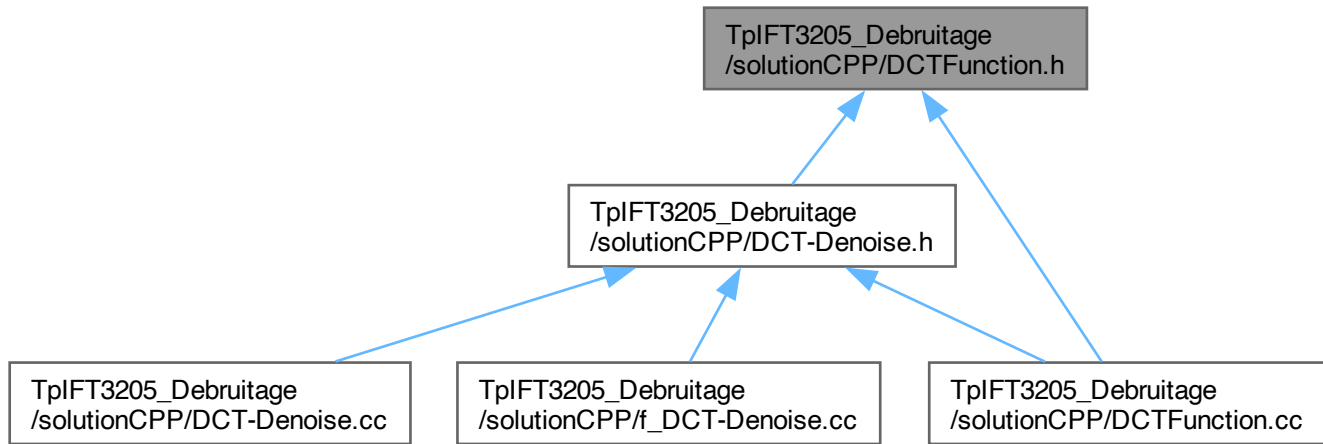 TpIFT3205_Debruitage
/solutionCPP/DCTFunction.h
TpIFT3205_Debruitage
/solutionCPP/DCT-Denoise.h
TpIFT3205_Debruitage
/solutionCPP/DCT-Denoise.cc
TpIFT3205_Debruitage
/solutionCPP/f_DCT-Denoise.cc
TpIFT3205_Debruitage
/solutionCPP/DCTFunction.cc